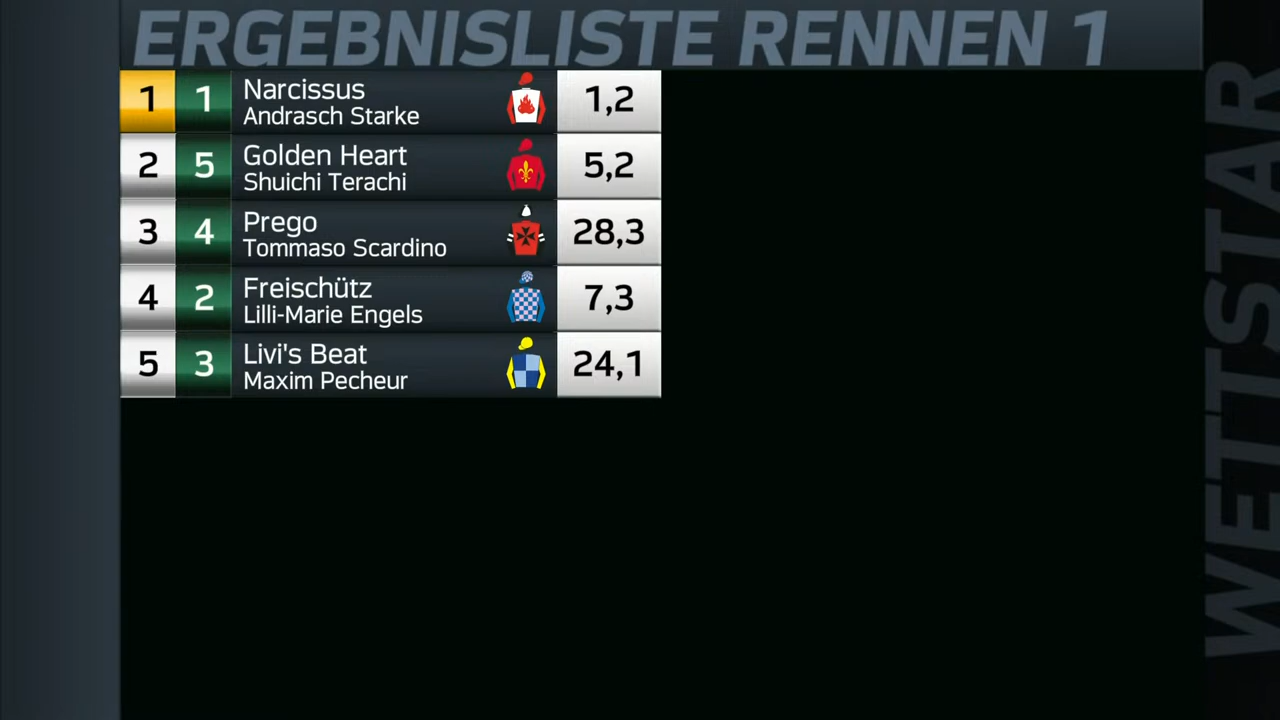 ERGEBNISLISTE RENNEN 1
1 1 Narcissus 1,2
Andrasch Starke
2 5 Golden Heart 5,2
Shuichi Terachi
3 4 Prego 28,3
Tommaso Scardino
4 2 Freischütz 7,3
Lilli-Marie Engels
5 3 Livi's Beat 24,1
Maxim Pecheur
WETTSTAR